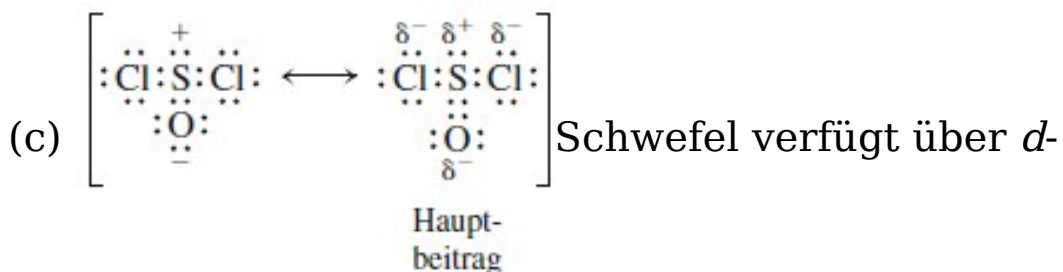 + δ⁻ δ⁺ δ⁻
:Cl:S:Cl: ⟷ :Cl:S:Cl:
(c) :O: :O: Schwefel verfügt über d-
− δ⁻
Haupt-
beitrag